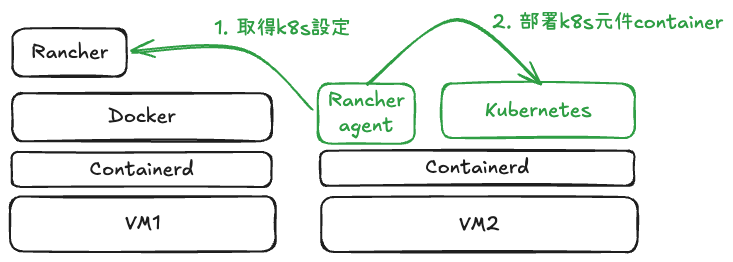 1. 取得k8s設定
2. 部署k8s元件container
Rancher
Rancher
agent
Kubernetes
Docker
Containerd
Containerd
VM1
VM2